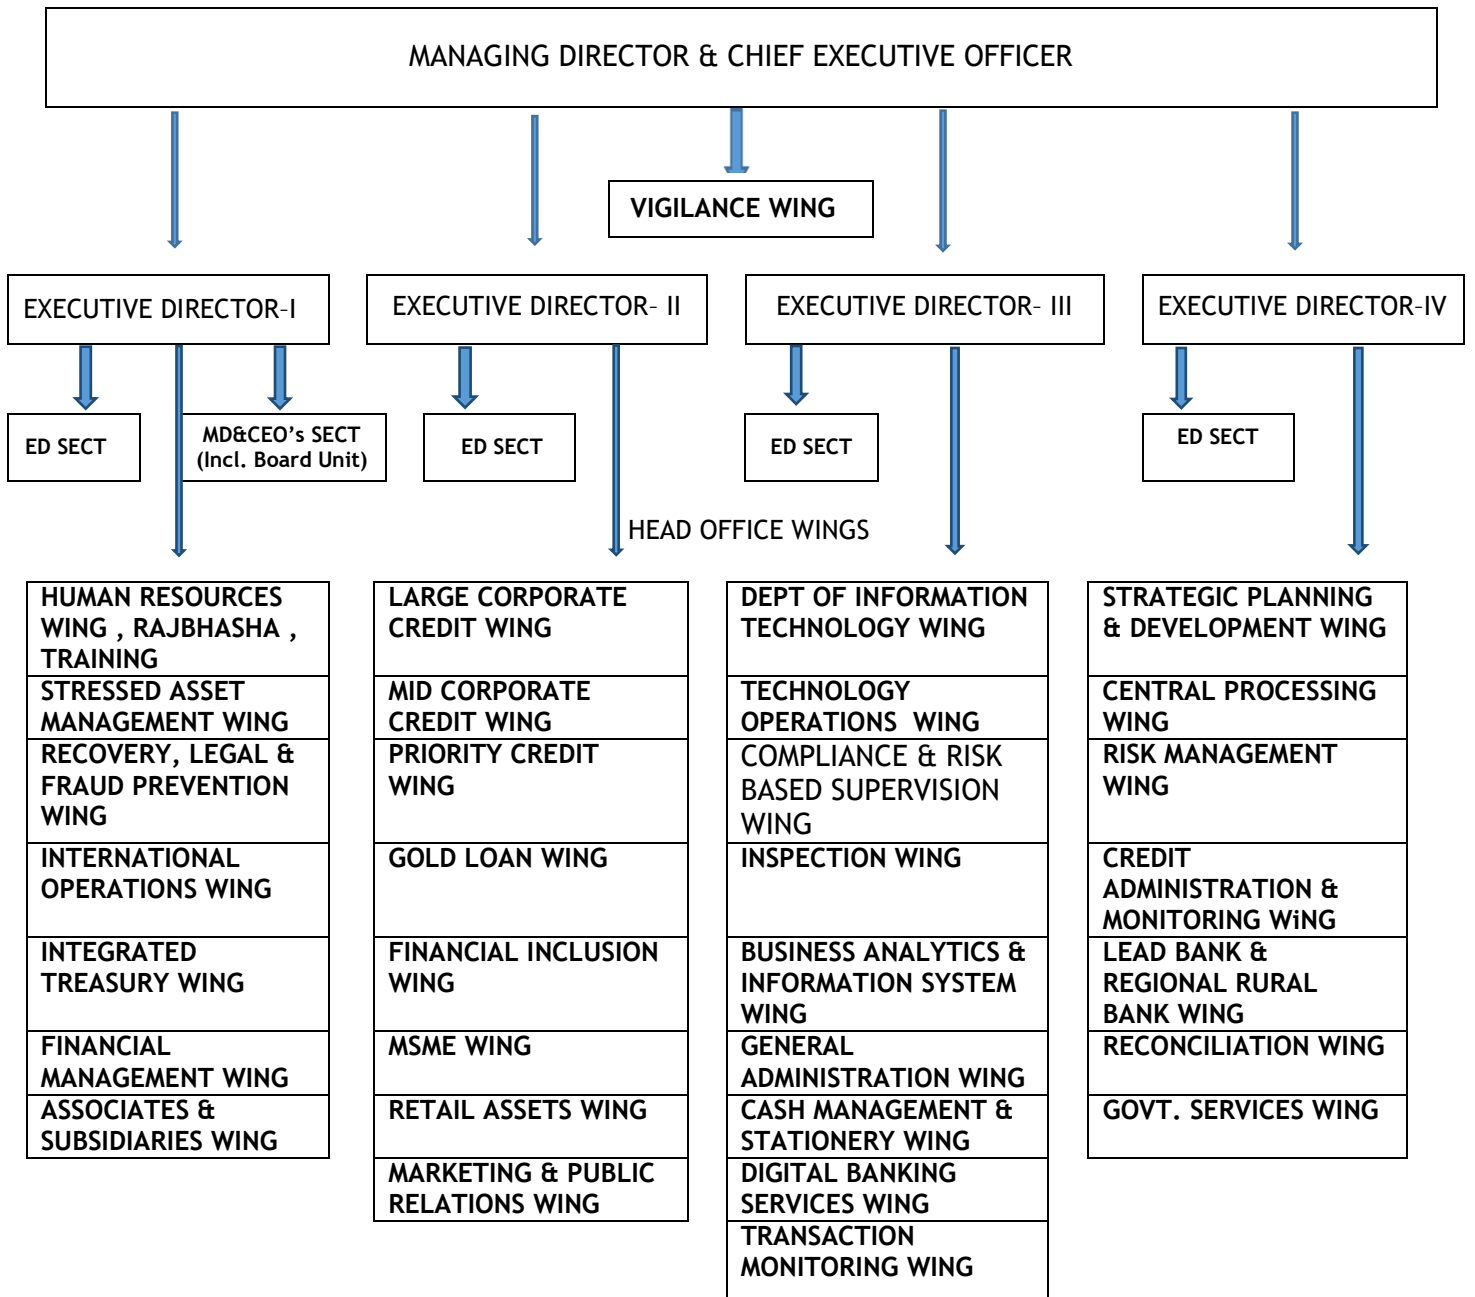 MANAGING DIRECTOR & CHIEF EXECUTIVE OFFICER
VIGILANCE WING
EXECUTIVE DIRECTOR-I
EXECUTIVE DIRECTOR- II
EXECUTIVE DIRECTOR- III
EXECUTIVE DIRECTOR-IV
ED SECT
MD&CEO's SECT
(Incl. Board Unit)
ED SECT
ED SECT
ED SECT
HEAD OFFICE WINGS
HUMAN RESOURCES
WING , RAJBHASHA ,
TRAINING
STRESSED ASSET
MANAGEMENT WING
RECOVERY, LEGAL &
FRAUD PREVENTION
WING
INTERNATIONAL
OPERATIONS WING
INTEGRATED
TREASURY WING
FINANCIAL
MANAGEMENT WING
ASSOCIATES &
SUBSIDIARIES WING
LARGE CORPORATE
CREDIT WING
MID CORPORATE
CREDIT WING
PRIORITY CREDIT
WING
GOLD LOAN WING
FINANCIAL INCLUSION
WING
MSME WING
RETAIL ASSETS WING
MARKETING & PUBLIC
RELATIONS WING
DEPT OF INFORMATION
TECHNOLOGY WING
TECHNOLOGY
OPERATIONS  WING
COMPLIANCE & RISK
BASED SUPERVISION
WING
INSPECTION WING
BUSINESS ANALYTICS &
INFORMATION SYSTEM
WING
GENERAL
ADMINISTRATION WING
CASH MANAGEMENT &
STATIONERY WING
DIGITAL BANKING
SERVICES WING
TRANSACTION
MONITORING WING
STRATEGIC PLANNING
& DEVELOPMENT WING
CENTRAL PROCESSING
WING
RISK MANAGEMENT
WING
CREDIT
ADMINISTRATION &
MONITORING WiNG
LEAD BANK &
REGIONAL RURAL
BANK WING
RECONCILIATION WING
GOVT. SERVICES WING